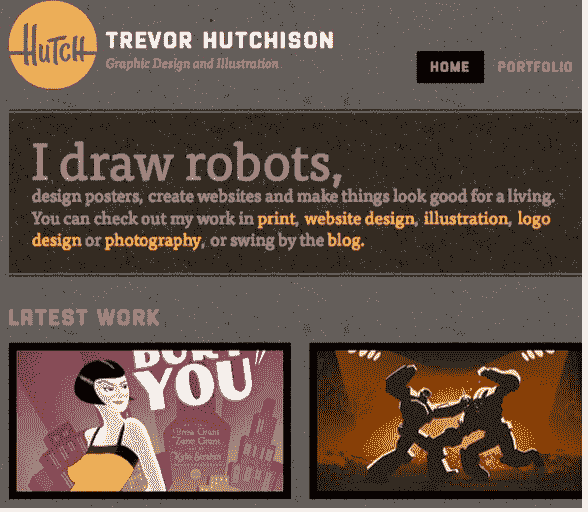 HUTCH
TREVOR HUTCHISON
Graphic Design and Illustration
HOME
PORTFOLIO
I draw robots,
design posters, create websites and make things look good for a living.
You can check out my work in print, website design, illustration, logo
design or photography, or swing by the blog.
LATEST WORK
YOU
Zane Grant